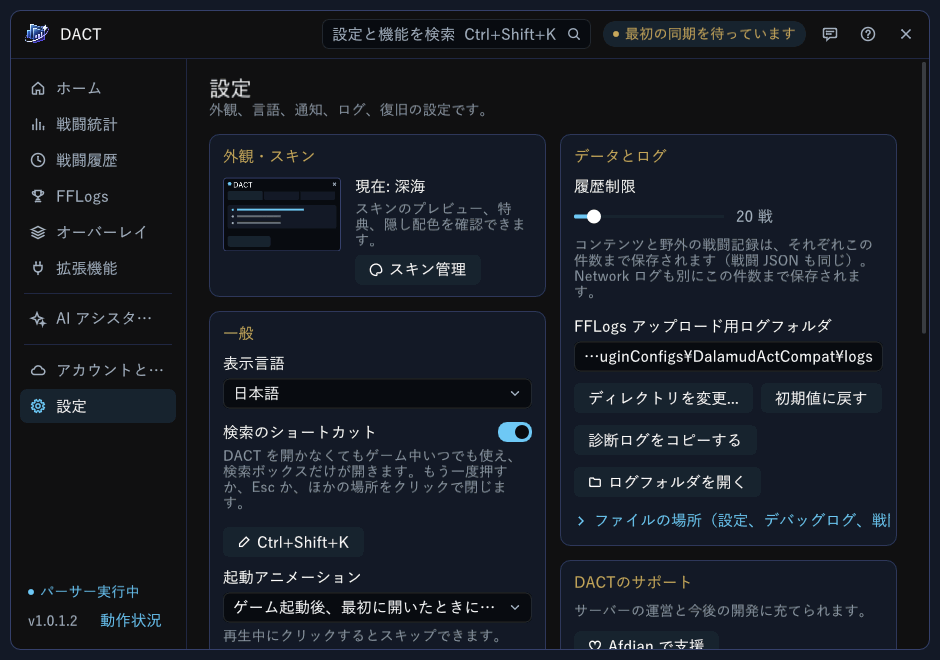 DACT
設定と機能を検索 Ctrl+Shift+K
最初の同期を待っています
ホーム
戦闘統計
戦闘履歴
FFLogs
オーバーレイ
拡張機能
AI アシスタ…
アカウントと…
設定
パーサー実行中
v1.0.1.2 動作状況
設定
外観、言語、通知、ログ、復旧の設定です。
外観・スキン
DACT
現在: 深海
スキンのプレビュー、特
典、隠し配色を確認できま
す。
スキン管理
一般
表示言語
日本語
検索のショートカット
DACT を開かなくてもゲーム中いつでも使え、
検索ボックスだけが開きます。もう一度押す
か、Esc か、ほかの場所をクリックで閉じま
す。
Ctrl+Shift+K
起動アニメーション
ゲーム起動後、最初に開いたときに…
再生中にクリックするとスキップできます。
データとログ
履歴制限
20 戦
コンテンツと野外の戦闘記録は、それぞれこの
件数まで保存されます（戦闘 JSON も同じ）。
Network ログも別にこの件数まで保存されま
す。
FFLogs アップロード用ログフォルダ
…uginConfigs¥DalamudActCompat¥logs
ディレクトリを変更...
初期値に戻す
診断ログをコピーする
ログフォルダを開く
ファイルの場所（設定、デバッグログ、戦
DACTのサポート
サーバーの運営と今後の開発に充てられます。
Afdian で支援